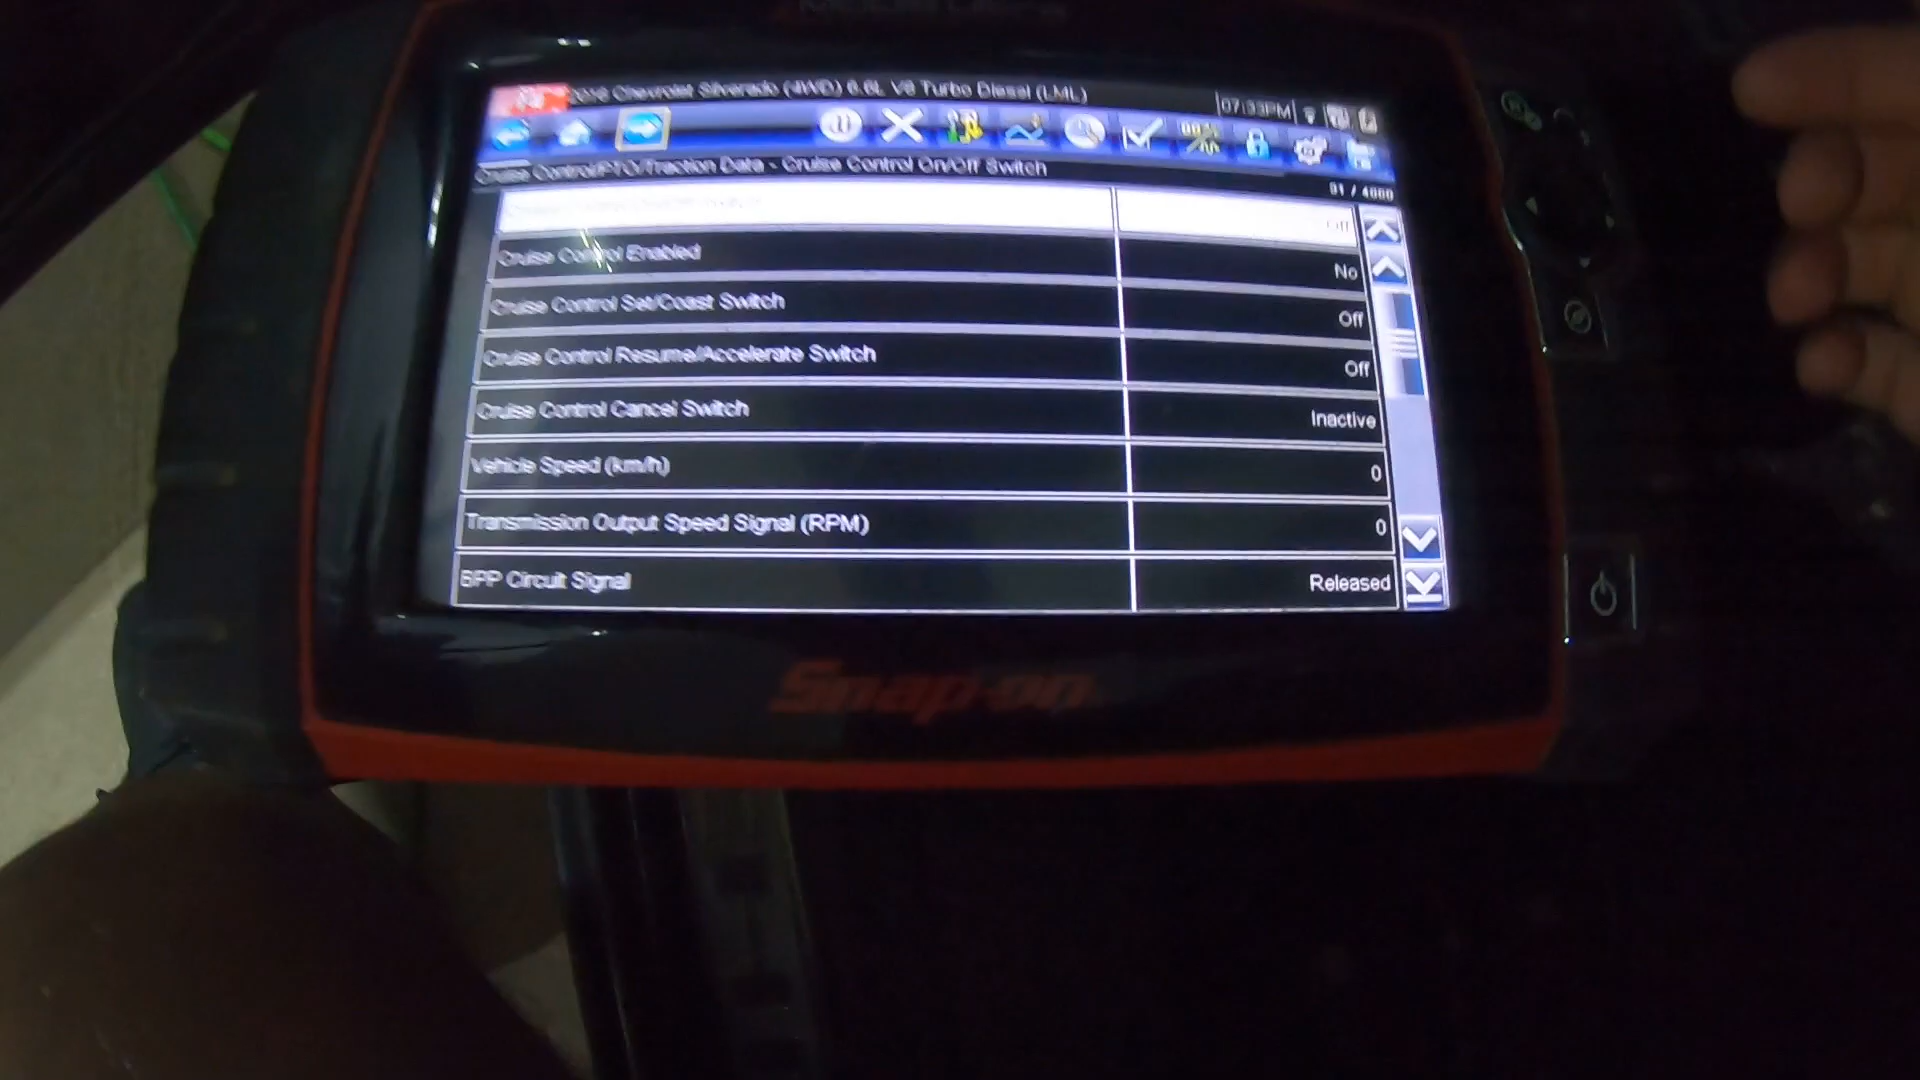 Chevrolet Silverado (4WD) 6.6L V8 Turbo Diesel (LML)
07:33PM
Cruise Control/PTO/Traction Data - Cruise Control On/Off Switch
91 / 4000
Off
Cruise Control Enabled No
Cruise Control Set/Coast Switch Off
Cruise Control Resume/Accelerate Switch Off
Cruise Control Cancel Switch Inactive
Vehicle Speed (km/h) 0
Transmission Output Speed Signal (RPM) 0
BPP Circuit Signal Released
Snap-on